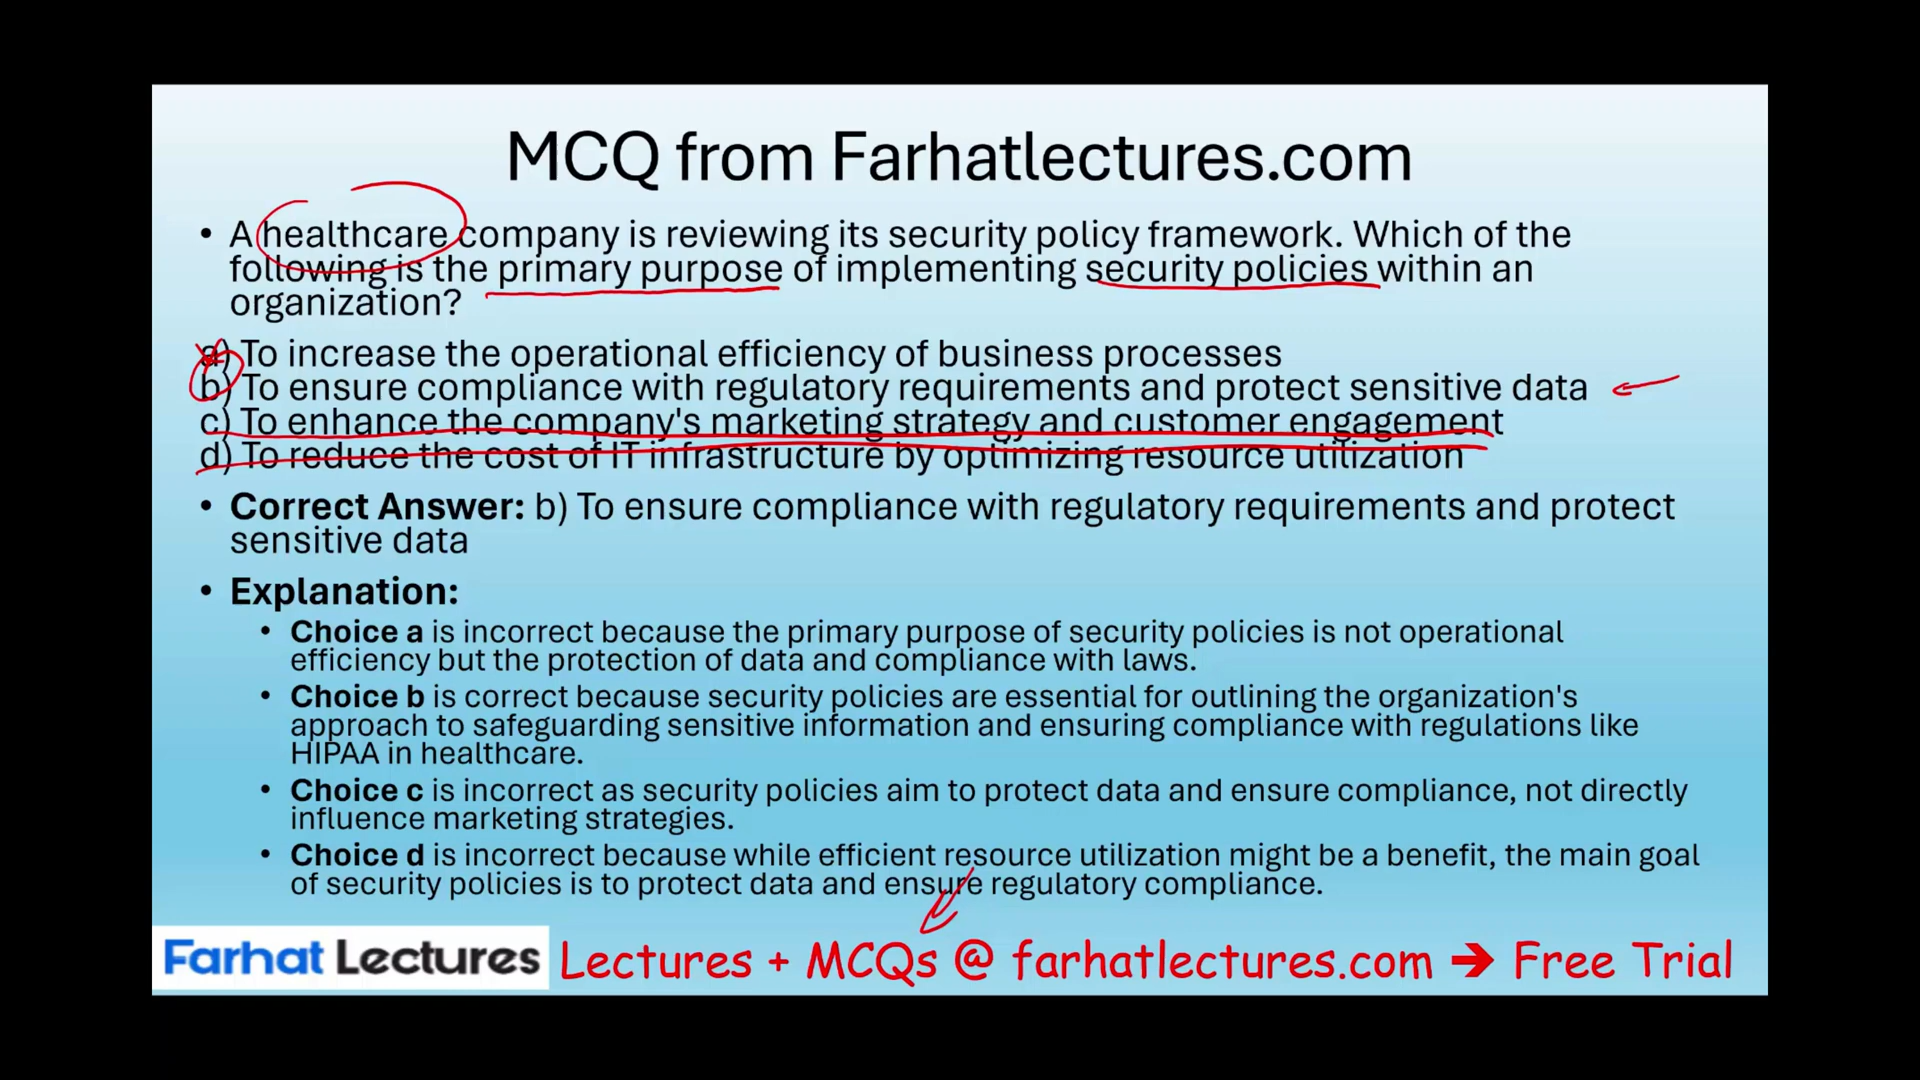 MCQ from Farhatlectures.com
• A healthcare company is reviewing its security policy framework. Which of the
following is the primary purpose of implementing security policies within an
organization?
a) To increase the operational efficiency of business processes
b) To ensure compliance with regulatory requirements and protect sensitive data
c) To enhance the company's marketing strategy and customer engagement
d) To reduce the cost of IT infrastructure by optimizing resource utilization
• Correct Answer: b) To ensure compliance with regulatory requirements and protect
sensitive data
• Explanation:
• Choice a is incorrect because the primary purpose of security policies is not operational
efficiency but the protection of data and compliance with laws.
• Choice b is correct because security policies are essential for outlining the organization's
approach to safeguarding sensitive information and ensuring compliance with regulations like
HIPAA in healthcare.
• Choice c is incorrect as security policies aim to protect data and ensure compliance, not directly
influence marketing strategies.
• Choice d is incorrect because while efficient resource utilization might be a benefit, the main goal
of security policies is to protect data and ensure regulatory compliance.
Farhat Lectures Lectures + MCQs @ farhatlectures.com ➔ Free Trial